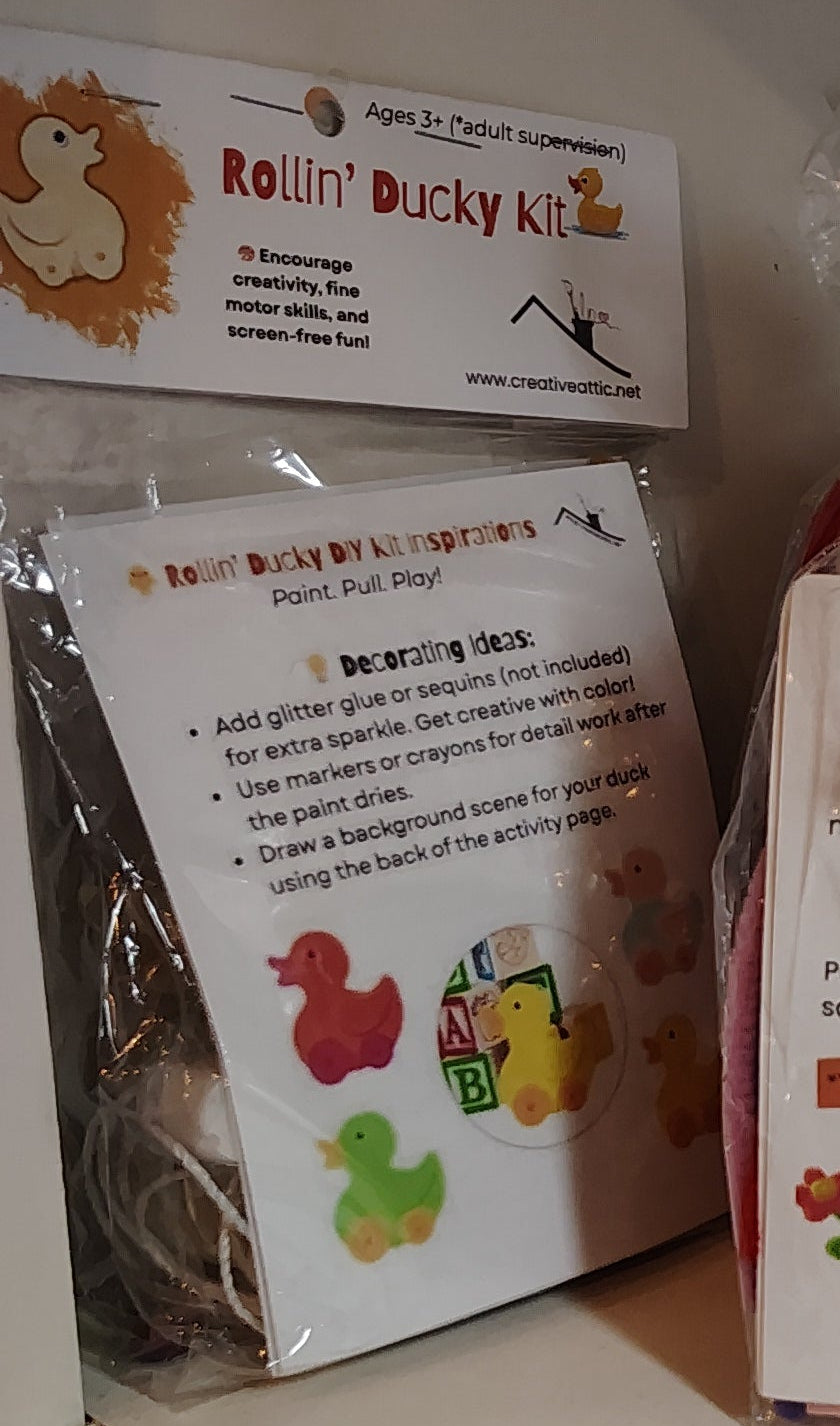 Ages 3+ (*adult supervision)
Rollin' Ducky Kit
Encourage
creativity, fine
motor skills, and
screen-free fun!
www.creativeattic.net
Rollin' Ducky DIY Kit Inspirations
Paint. Pull. Play!
Decorating Ideas:
• Add glitter glue or sequins (not included)
for extra sparkle. Get creative with color!
• Use markers or crayons for detail work after
the paint dries.
• Draw a background scene for your duck
using the back of the activity page.
A
B